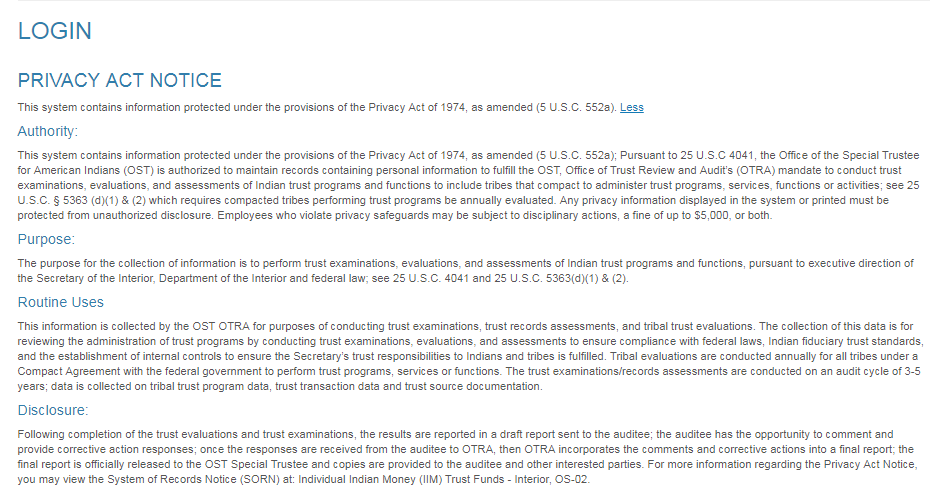 LOGIN
PRIVACY ACT NOTICE
This system contains information protected under the provisions of the Privacy Act of 1974, as amended (5 U.S.C. 552a). Less
Authority:
This system contains information protected under the provisions of the Privacy Act of 1974, as amended (5 U.S.C. 552a); Pursuant to 25 U.S.C 4041, the Office of the Special Trustee
for American Indians (OST) is authorized to maintain records containing personal information to fulfill the OST, Office of Trust Review and Audit's (OTRA) mandate to conduct trust
examinations, evaluations, and assessments of Indian trust programs and functions to include tribes that compact to administer trust programs, services, functions or activities; see 25
U.S.C. § 5363 (d)(1) & (2) which requires compacted tribes performing trust programs be annually evaluated. Any privacy information displayed in the system or printed must be
protected from unauthorized disclosure. Employees who violate privacy safeguards may be subject to disciplinary actions, a fine of up to $5,000, or both.
Purpose:
The purpose for the collection of information is to perform trust examinations, evaluations, and assessments of Indian trust programs and functions, pursuant to executive direction of
the Secretary of the Interior, Department of the Interior and federal law; see 25 U.S.C. 4041 and 25 U.S.C. 5363(d)(1) & (2).
Routine Uses
This information is collected by the OST OTRA for purposes of conducting trust examinations, trust records assessments, and tribal trust evaluations. The collection of this data is for
reviewing the administration of trust programs by conducting trust examinations, evaluations, and assessments to ensure compliance with federal laws, Indian fiduciary trust standards,
and the establishment of internal controls to ensure the Secretary's trust responsibilities to Indians and tribes is fulfilled. Tribal evaluations are conducted annually for all tribes under a
Compact Agreement with the federal government to perform trust programs, services or functions. The trust examinations/records assessments are conducted on an audit cycle of 3-5
years; data is collected on tribal trust program data, trust transaction data and trust source documentation.
Disclosure:
Following completion of the trust evaluations and trust examinations, the results are reported in a draft report sent to the auditee; the auditee has the opportunity to comment and
provide corrective action responses; once the responses are received from the auditee to OTRA, then OTRA incorporates the comments and corrective actions into a final report; the
final report is officially released to the OST Special Trustee and copies are provided to the auditee and other interested parties. For more information regarding the Privacy Act Notice,
you may view the System of Records Notice (SORN) at: Individual Indian Money (IIM) Trust Funds - Interior, OS-02.